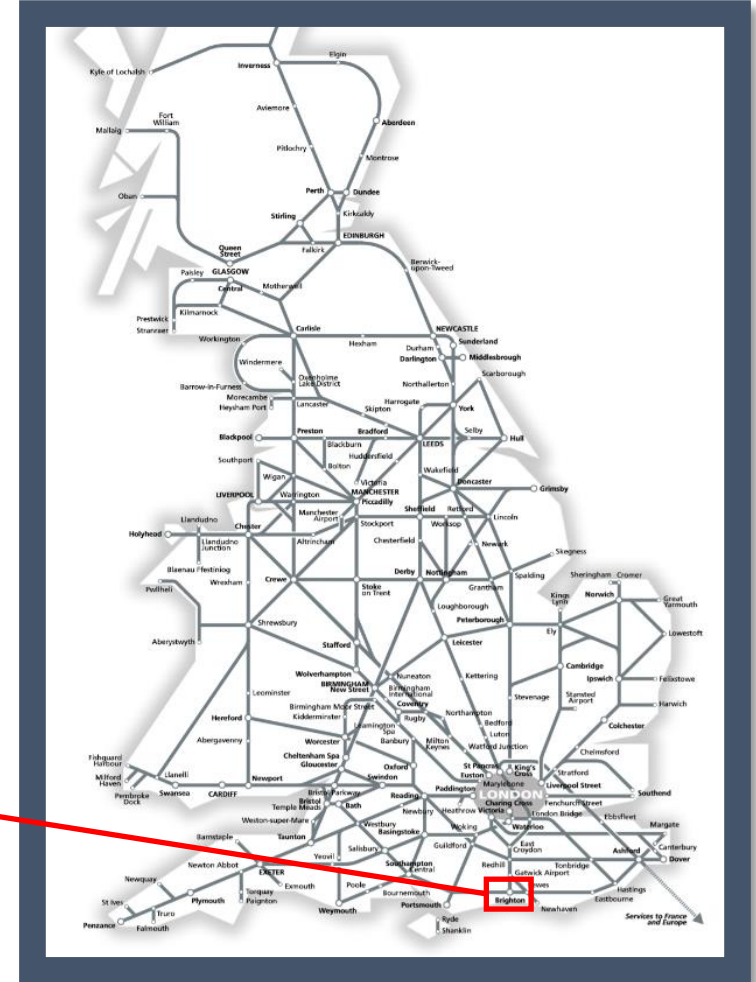 Elgin
Inverness
Kyle of Lochalsh
Aviemore
Fort
William
Aberdeen
Mallaig
Pitlochry
Montrose
Perth
Dundee
Oban
Stirling
Kirkcaldy
EDINBURGH
Queen
Street
Falkirk
Berwick-
upon-Tweed
Paisley
GLASGOW
Central
Motherwell
Prestwick
Kilmarnock
Stranraer
Carlisle
NEWCASTLE
Workington
Hexham
Sunderland
Durham
Darlington
Middlesbrough
Windermere
Scarborough
Oxenholme
Lake District
Barrow-in-Furness
Northallerton
Morecambe
Lancaster
Harrogate
York
Heysham Port
Skipton
Blackpool
Preston
Bradford
Selby
Hull
Blackburn
LEEDS
Huddersfield
Southport
Bolton
Wakefield
Wigan
Victoria
Doncaster
LIVERPOOL
Warrington
MANCHESTER
Piccadilly
Grimsby
Manchester
Airport
Sheffield
Retford
Lincoln
Llandudno
Stockport
Worksop
Holyhead
Chester
Llandudno
Junction
Altrincham
Chesterfield
Newark
Skegness
Blaenau Ffestiniog
Derby
Nottingham
Spalding
Sheringham
Cromer
Pwllheli
Wrexham
Crewe
Stoke
on Trent
Grantham
Kings
Lynn
Norwich
Great
Yarmouth
Loughborough
Shrewsbury
Peterborough
Ely
Lowestoft
Aberystwyth
Stafford
Leicester
Wolverhampton
Cambridge
BIRMINGHAM
New Street
Nuneaton
Kettering
Ipswich
Felixstowe
Leominster
Birmingham
International
Stevenage
Stansted
Airport
Birmingham Moor Street
Coventry
Harwich
Hereford
Kidderminster
Rugby
Northampton
Leamington
Spa
Bedford
Colchester
Abergavenny
Worcester
Banbury
Milton
Keynes
Luton
Cheltenham Spa
Watford Junction
Chelmsford
Fishguard
Harbour
Gloucester
Oxford
St Pancras
King's
Cross
Llanelli
Euston
Stratford
Milford
Haven
Newport
Swindon
Marylebone
Liverpool Street
Pembroke
Dock
Swansea
CARDIFF
Bristol Parkway
Reading
Paddington
LONDON
Southend
Bristol
Temple Meads
Bath
Newbury
Heathrow
Victoria
Charing Cross
Fenchurch Street
Weston-super-Mare
London Bridge
Ebbsfleet
Westbury
Basingstoke
Woking
Waterloo
Margate
Barnstaple
Taunton
Guildford
East
Croydon
Canterbury
Salisbury
Ashford
Yeovil
Redhill
Tonbridge
Dover
Newton Abbot
Southampton
Central
Gatwick Airport
Newquay
EXETER
Exmouth
Poole
Hastings
St Ives
Plymouth
Torquay
Bournemouth
Eastbourne
Paignton
Portsmouth
Brighton
Truro
Weymouth
Newhaven
Penzance
Falmouth
Ryde
Services to France
and Europe
Shanklin